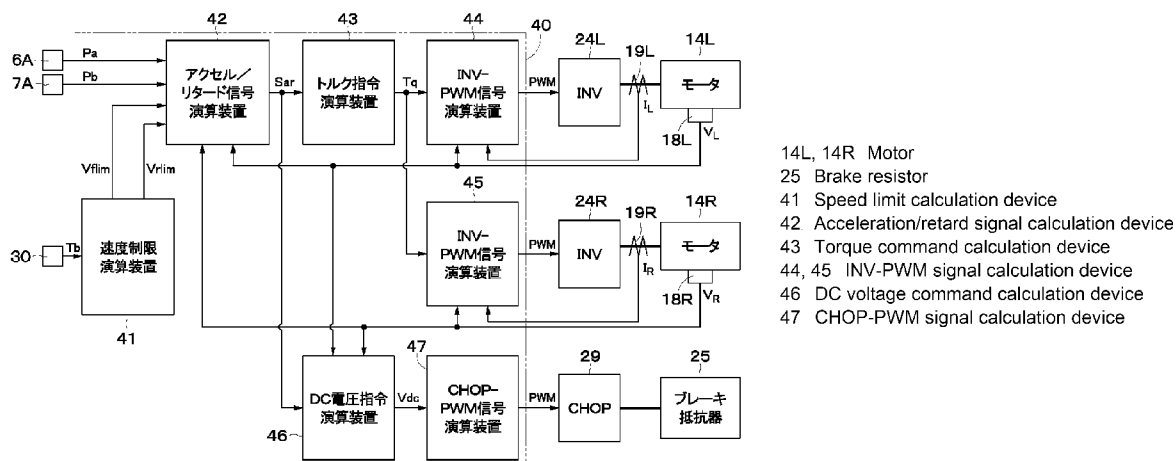 42
43
44
40
24L
19L
14L
6A
Pa
7A
Pb
アクセル／
リタード信号
演算装置
Sar
トルク指令
演算装置
Tq
INV-
PWM信号
演算装置
PWM
INV
IL
モータ
18L
VL
Vflim
Vrlim
45
24R
19R
14R
30
Tb
速度制限
演算装置
41
INV-
PWM信号
演算装置
PWM
INV
IR
モータ
18R
VR
47
29
25
DC電圧指令
演算装置
46
Vdc
CHOP-
PWM信号
演算装置
PWM
CHOP
ブレーキ
抵抗器
14L, 14R Motor
25 Brake resistor
41 Speed limit calculation device
42 Acceleration/retard signal calculation device
43 Torque command calculation device
44, 45 INV-PWM signal calculation device
46 DC voltage command calculation device
47 CHOP-PWM signal calculation device